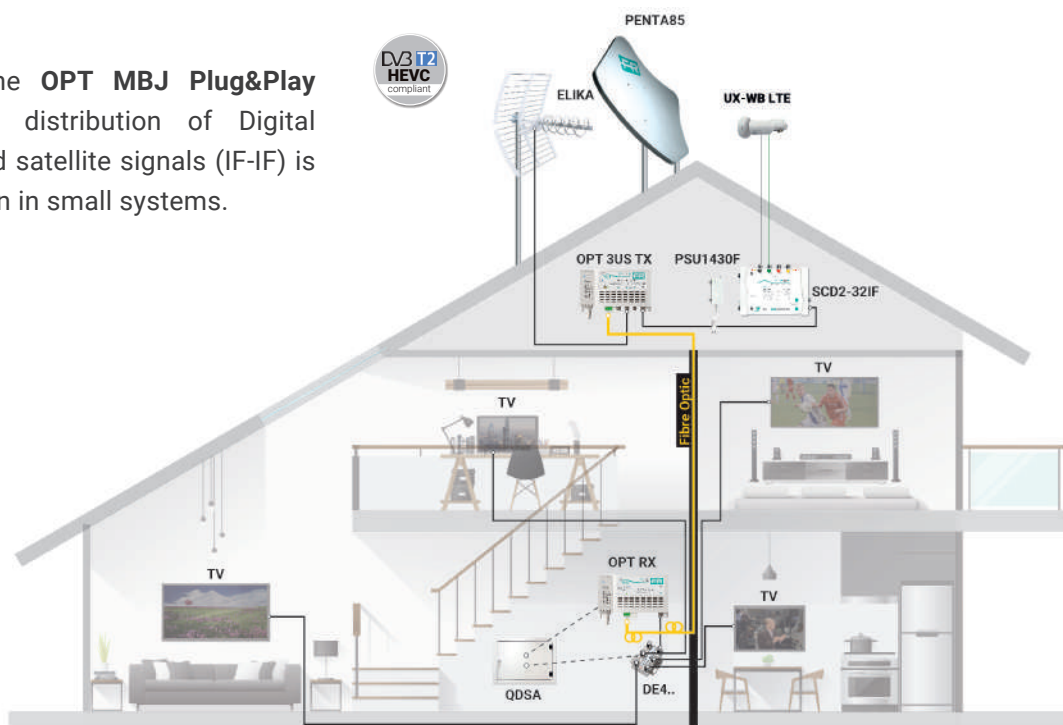 PENTA85
DVB T2
HEVC
compliant
ne OPT MBJ Plug&Play
distribution of Digital
d satellite signals (IF-IF) is
n in small systems.
ELIKA
UX-WB LTE
OPT 3US TX
PSU1430F
SCD2-32IF
TV
TV
Fibre Optic
OPT RX
TV
TV
QDSA
DE4..